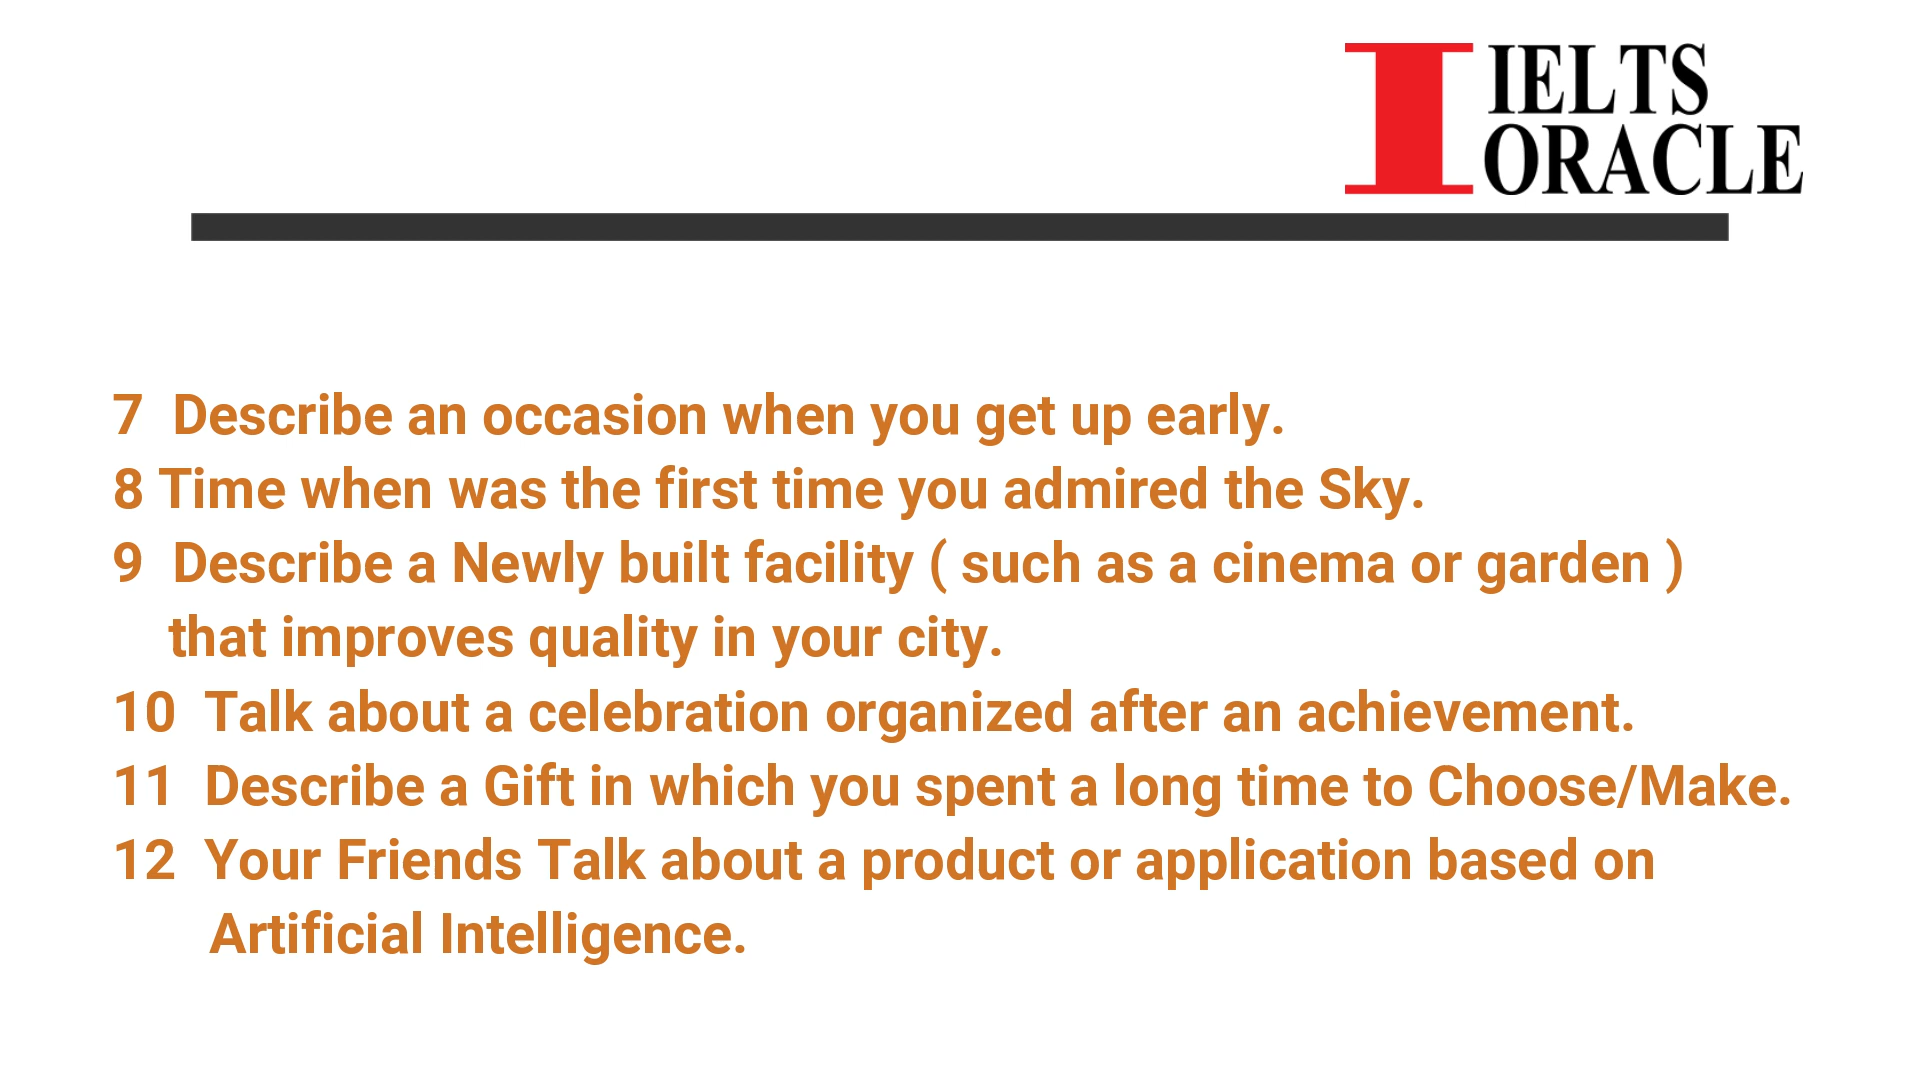 IELTS
ORACLE
7 Describe an occasion when you get up early.
8 Time when was the first time you admired the Sky.
9 Describe a Newly built facility ( such as a cinema or garden )
that improves quality in your city.
10 Talk about a celebration organized after an achievement.
11 Describe a Gift in which you spent a long time to Choose/Make.
12 Your Friends Talk about a product or application based on
Artificial Intelligence.